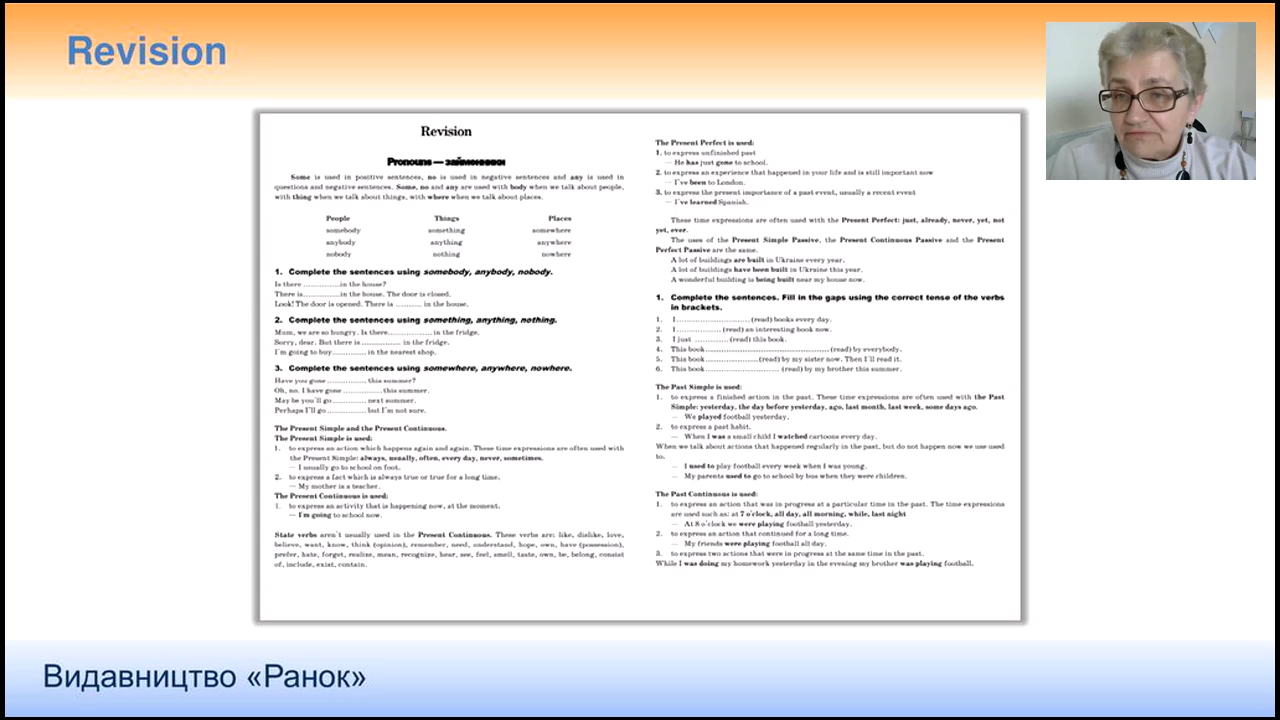 Revision
Revision
Pronouns — займенники
Some is used in positive sentences, no is used in negative sentences and any is used in
questions and negative sentences. Some, no and any are used with body when we talk about people,
with thing when we talk about things, with where when we talk about places.
People Things Places
somebody something somewhere
anybody anything anywhere
nobody nothing nowhere
1. Complete the sentences using somebody, anybody, nobody.
Is there ..............in the house?
There is..............in the house. The door is closed.
Look! The door is opened. There is .......... in the house.
2. Complete the sentences using something, anything, nothing.
Mum, we are so hungry. Is there................. in the fridge.
Sorry, dear. But there is ............... in the fridge.
I'm going to buy............. in the nearest shop.
3. Complete the sentences using somewhere, anywhere, nowhere.
Have you gone ............... this summer?
Oh, no. I have gone ............... this summer.
May be you'll go ............. next summer.
Perhaps I'll go ............... but I'm not sure.
The Present Simple and the Present Continuous.
The Present Simple is used:
1. to express an action which happens again and again. These time expressions are often used with
the Present Simple: always, usually, often, every day, never, sometimes.
— I usually go to school on foot.
2. to express a fact which is always true or true for a long time.
— My mother is a teacher.
The Present Continuous is used:
1. to express an activity that is happening now, at the moment.
— I'm going to school now.
State verbs aren't usually used in the Present Continuous. These verbs are: like, dislike, love,
believe, want, know, think (opinion), remember, need, understand, hope, own, have (possession),
prefer, hate, forget, realize, mean, recognize, hear, see, feel, smell, taste, own, be, belong, consist
of, include, exist, contain.
The Present Perfect is used:
1. to express unfinished past
— He has just gone to school.
2. to express an experience that happened in your life and is still important now
— I've been to London.
3. to express the present importance of a past event, usually a recent event
— I've learned Spanish.
These time expressions are often used with the Present Perfect: just, already, never, yet, not
yet, ever.
The uses of the Present Simple Passive, the Present Continuous Passive and the Present
Perfect Passive are the same.
A lot of buildings are built in Ukraine every year.
A lot of buildings have been built in Ukraine this year.
A wonderful building is being built near my house now.
1. Complete the sentences. Fill in the gaps using the correct tense of the verbs
in brackets.
1. I............................ (read) books every day.
2. I................. (read) an interesting book now.
3. I just ............. (read) this book.
4. This book............................................... (read) by everybody.
5. This book....................(read) by my sister now. Then I'll read it.
6. This book............................ (read) by my brother this summer.
The Past Simple is used:
1. to express a finished action in the past. These time expressions are often used with the Past
Simple: yesterday, the day before yesterday, ago, last month, last week, some days ago.
— We played football yesterday.
2. to express a past habit.
— When I was a small child I watched cartoons every day.
When we talk about actions that happened regularly in the past, but do not happen now we use used
to.
— I used to play football every week when I was young.
— My parents used to go to school by bus when they were children.
The Past Continuous is used:
1. to express an action that was in progress at a particular time in the past. The time expressions
are used such as: at 7 o'clock, all day, all morning, while, last night
— At 8 o'clock we were playing football yesterday.
2. to express an action that continued for a long time.
— My friends were playing football all day.
3. to express two actions that were in progress at the same time in the past.
While I was doing my homework yesterday in the evening my brother was playing football.
Видавництво «Ранок»